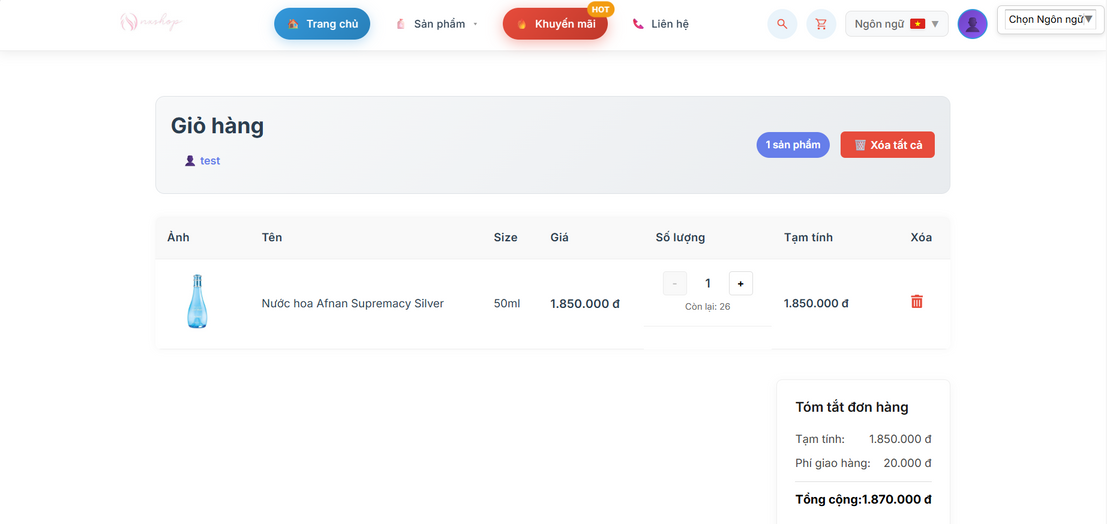 nxshop
Trang chủ
Sản phẩm
Khuyến mãi
HOT
Liên hệ
Ngôn ngữ
Chọn Ngôn ngữ
Giỏ hàng
test
1 sản phẩm
Xóa tất cả
Ảnh Tên Size Giá Số lượng Tạm tính Xóa
Nước hoa Afnan Supremacy Silver 50ml 1.850.000 đ - 1 + 1.850.000 đ
Còn lại: 26
Tóm tắt đơn hàng
Tạm tính: 1.850.000 đ
Phí giao hàng: 20.000 đ
Tổng cộng:1.870.000 đ